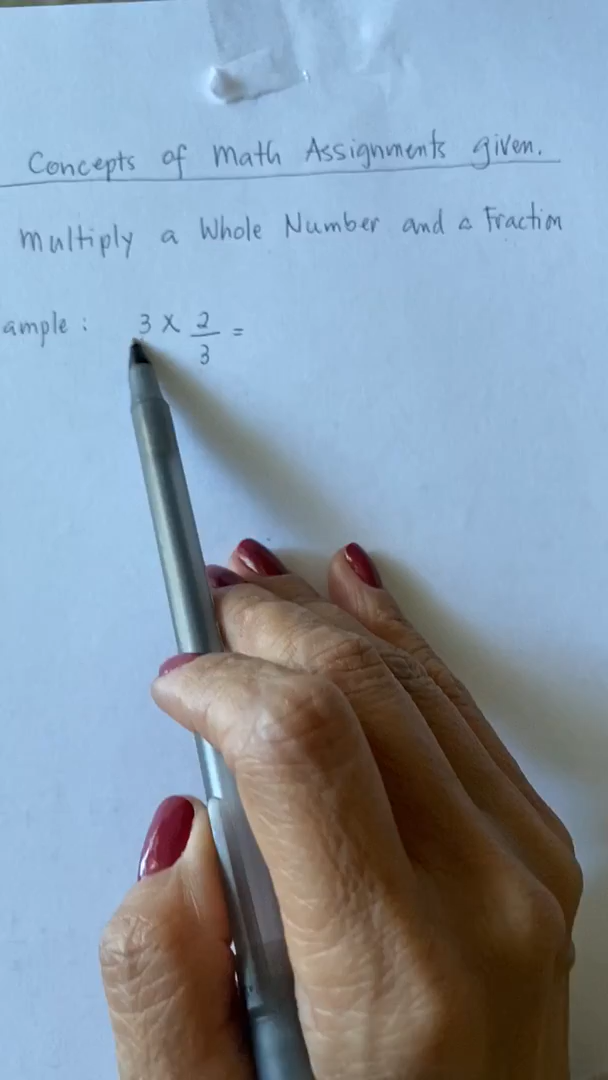 Concepts of Math Assignments given.
Multiply a Whole Number and a Fraction
ample : 3 x 2/3 =